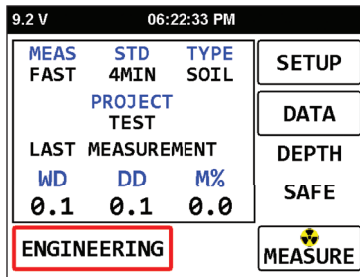 9.2 V 06:22:33 PM
MEAS STD TYPE
FAST 4MIN SOIL
PROJECT
TEST
LAST MEASUREMENT
WD DD M%
0.1 0.1 0.0
ENGINEERING
SETUP
DATA
DEPTH
SAFE
MEASURE